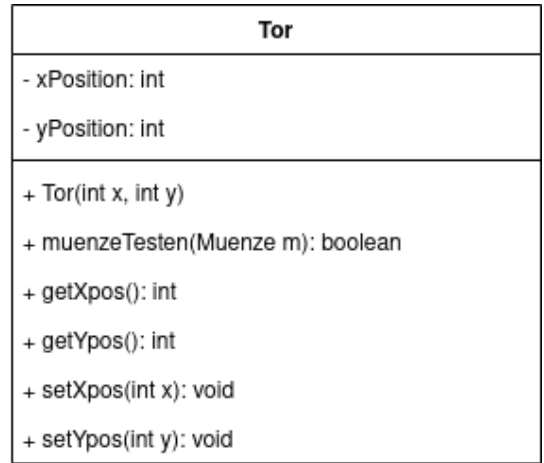 Tor
- xPosition: int
- yPosition: int
+ Tor(int x, int y)
+ muenzeTesten(Muenze m): boolean
+ getXpos(): int
+ getYpos(): int
+ setXpos(int x): void
+ setYpos(int y): void